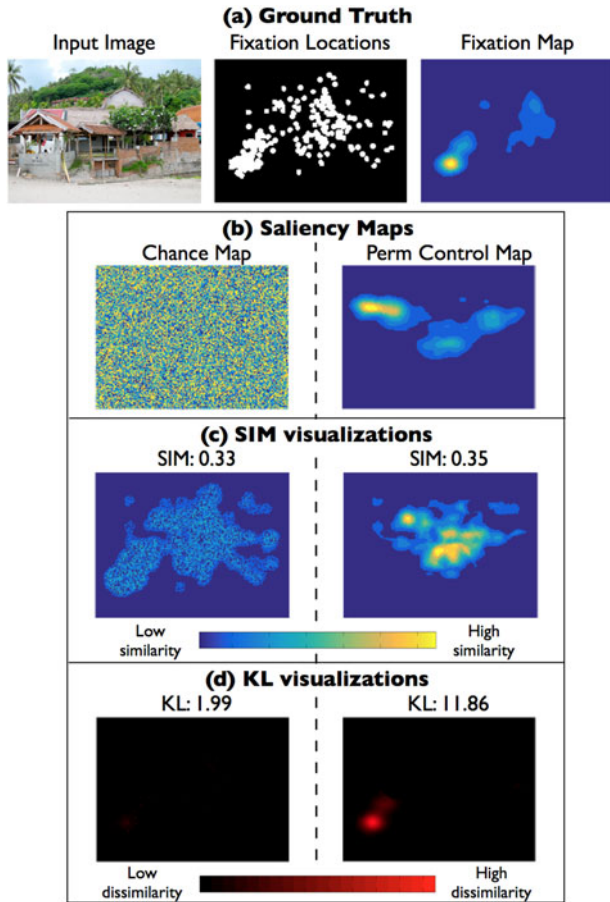 (a) Ground Truth
Input Image Fixation Locations Fixation Map
(b) Saliency Maps
Chance Map Perm Control Map
(c) SIM visualizations
SIM: 0.33 SIM: 0.35
Low similarity High similarity
(d) KL visualizations
KL: 1.99 KL: 11.86
Low dissimilarity High dissimilarity